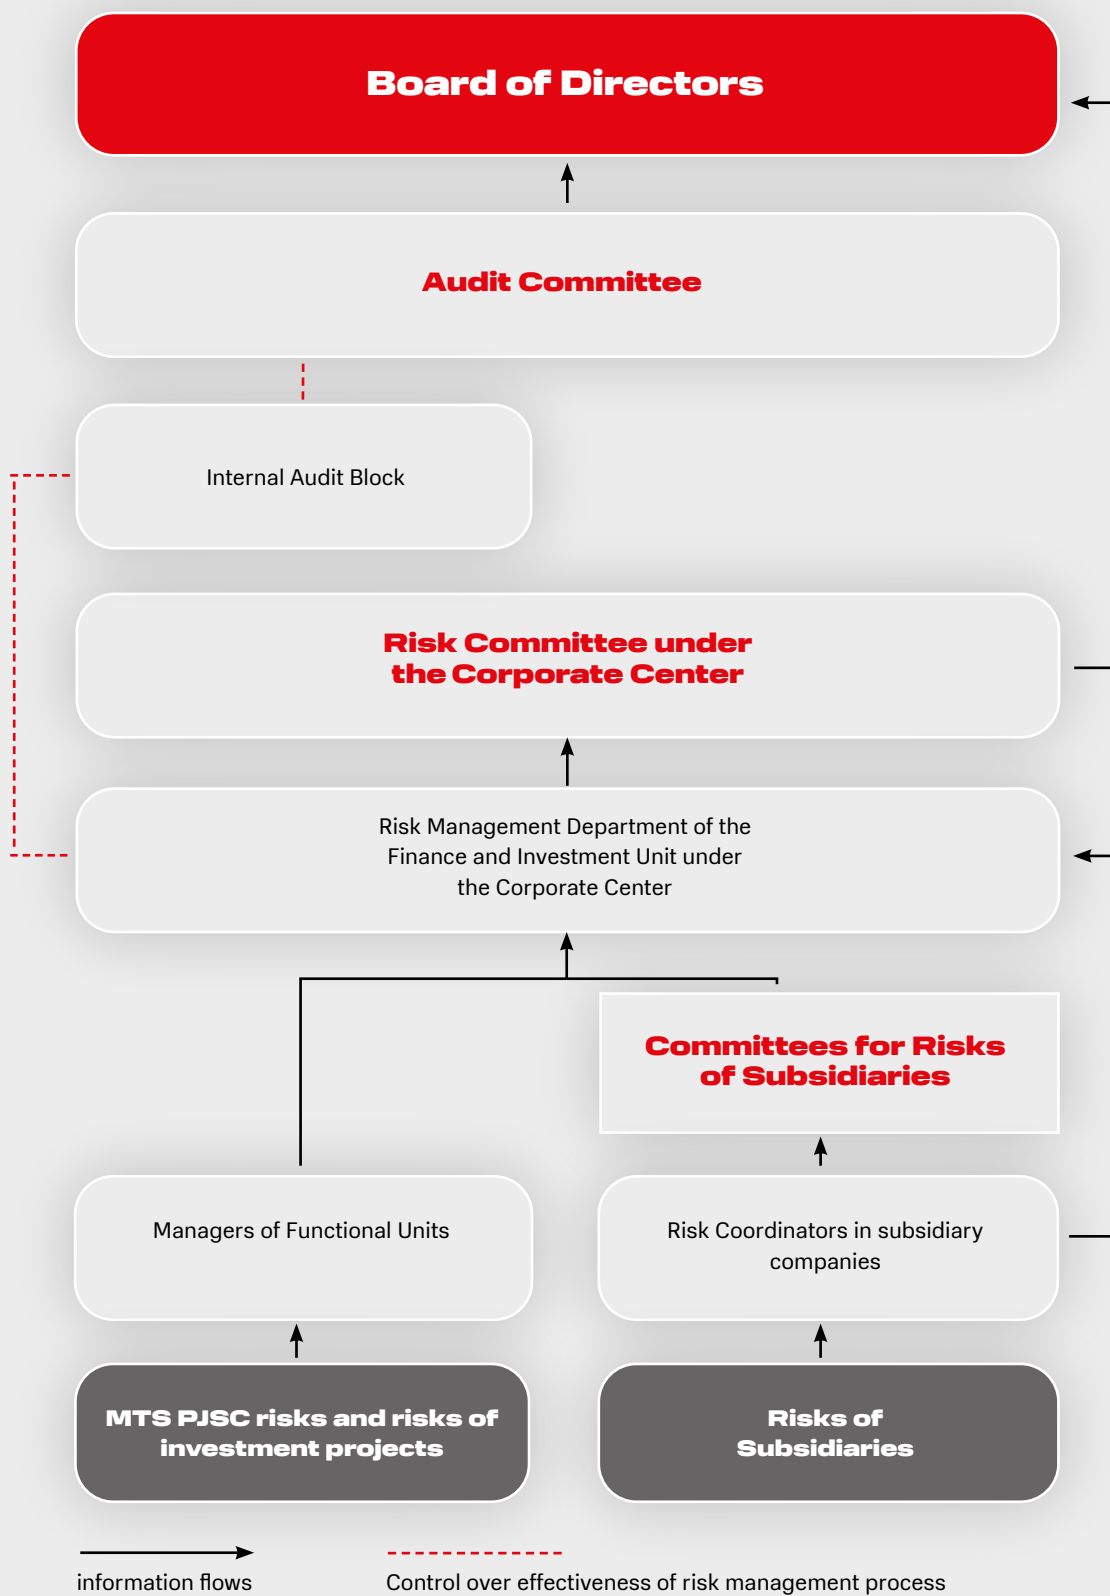 Board of Directors
Audit Committee
Internal Audit Block
Risk Committee under
the Corporate Center
Risk Management Department of the
Finance and Investment Unit under
the Corporate Center
Committees for Risks
of Subsidiaries
Managers of Functional Units
Risk Coordinators in subsidiary
companies
MTS PJSC risks and risks of
investment projects
Risks of
Subsidiaries
information flows
Control over effectiveness of risk management process